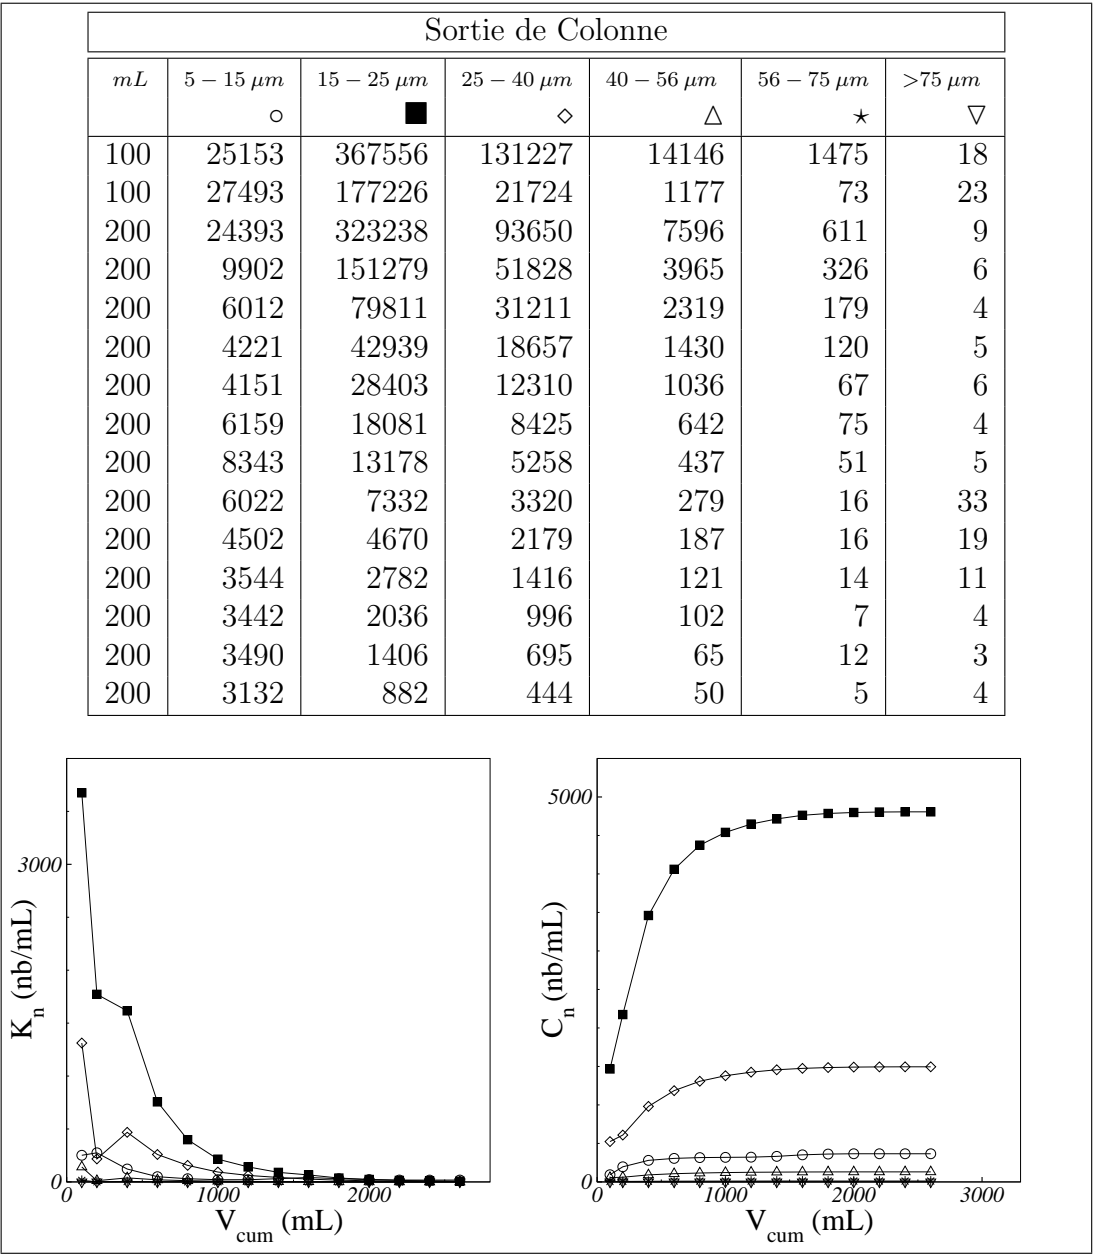 Sortie de Colonne
mL 5 – 15 μm 15 – 25 μm 25 – 40 μm 40 – 56 μm 56 – 75 μm >75 μm
○ ■ ◇ △ ⋆ ▽
100 25153 367556 131227 14146 1475 18
100 27493 177226 21724 1177 73 23
200 24393 323238 93650 7596 611 9
200 9902 151279 51828 3965 326 6
200 6012 79811 31211 2319 179 4
200 4221 42939 18657 1430 120 5
200 4151 28403 12310 1036 67 6
200 6159 18081 8425 642 75 4
200 8343 13178 5258 437 51 5
200 6022 7332 3320 279 16 33
200 4502 4670 2179 187 16 19
200 3544 2782 1416 121 14 11
200 3442 2036 996 102 7 4
200 3490 1406 695 65 12 3
200 3132 882 444 50 5 4
3000
0
K_n (nb/mL)
0 1000 2000
V_cum (mL)
5000
0
C_n (nb/mL)
0 1000 2000 3000
V_cum (mL)